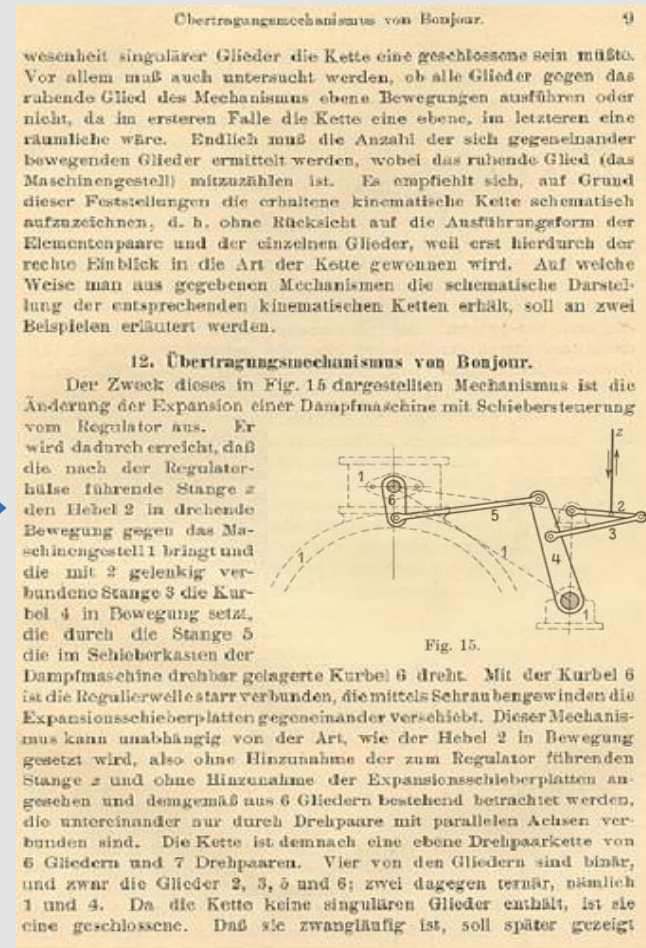 Übertragungsmechanismus von Bonjour. 9
wesenheit singulärer Glieder die Kette eine geschlossene sein müßte.
Vor allem muß auch untersucht werden, ob alle Glieder gegen das
ruhende Glied des Mechanismus ebene Bewegungen ausführen oder
nicht, da im ersteren Falle die Kette eine ebene, im letzteren eine
räumliche wäre. Endlich muß die Anzahl der sich gegeneinander
bewegenden Glieder ermittelt werden, wobei das ruhende Glied (das
Maschinengestell) mitzuzählen ist. Es empfiehlt sich, auf Grund
dieser Feststellungen die erhaltene kinematische Kette schematisch
aufzuzeichnen, d. h. ohne Rücksicht auf die Ausführungsform der
Elementenpaare und der einzelnen Glieder, weil erst hierdurch der
rechte Einblick in die Art der Kette gewonnen wird. Auf welche
Weise man aus gegebenen Mechanismen die schematische Darstel-
lung der entsprechenden kinematischen Ketten erhält, soll an zwei
Beispielen erläutert werden.
12. Übertragungsmechanismus von Bonjour.
Der Zweck dieses in Fig. 15 dargestellten Mechanismus ist die
Änderung der Expansion einer Dampfmaschine mit Schiebersteuerung
vom Regulator aus. Er
wird dadurch erreicht, daß
die nach der Regulator-
hülse führende Stange z
den Hebel 2 in drehende
Bewegung gegen das Ma-
schinengestell 1 bringt und
die mit 2 gelenkig ver-
bundene Stange 3 die Kur-
bel 4 in Bewegung setzt,
die durch die Stange 5
die im Schieberkasten der
1
6
5
z
2
3
4
1
1
1
Fig. 15.
Dampfmaschine drehbar gelagerte Kurbel 6 dreht. Mit der Kurbel 6
ist die Regulierwelle starr verbunden, die mittels Schraubengewinden die
Expansionsschieberplatten gegeneinander verschiebt. Dieser Mechanis-
mus kann unabhängig von der Art, wie der Hebel 2 in Bewegung
gesetzt wird, also ohne Hinzunahme der zum Regulator führenden
Stange z und ohne Hinzunahme der Expansionsschieberplatten an-
gesehen und demgemäß aus 6 Gliedern bestehend betrachtet werden,
die untereinander nur durch Drehpaare mit parallelen Achsen ver-
bunden sind. Die Kette ist demnach eine ebene Drehpaarkette von
6 Gliedern und 7 Drehpaaren. Vier von den Gliedern sind binär,
und zwar die Glieder 2, 3, 5 und 6; zwei dagegen ternär, nämlich
1 und 4. Da die Kette keine singulären Glieder enthält, ist sie
eine geschlossene. Daß sie zwangläufig ist, soll später gezeigt